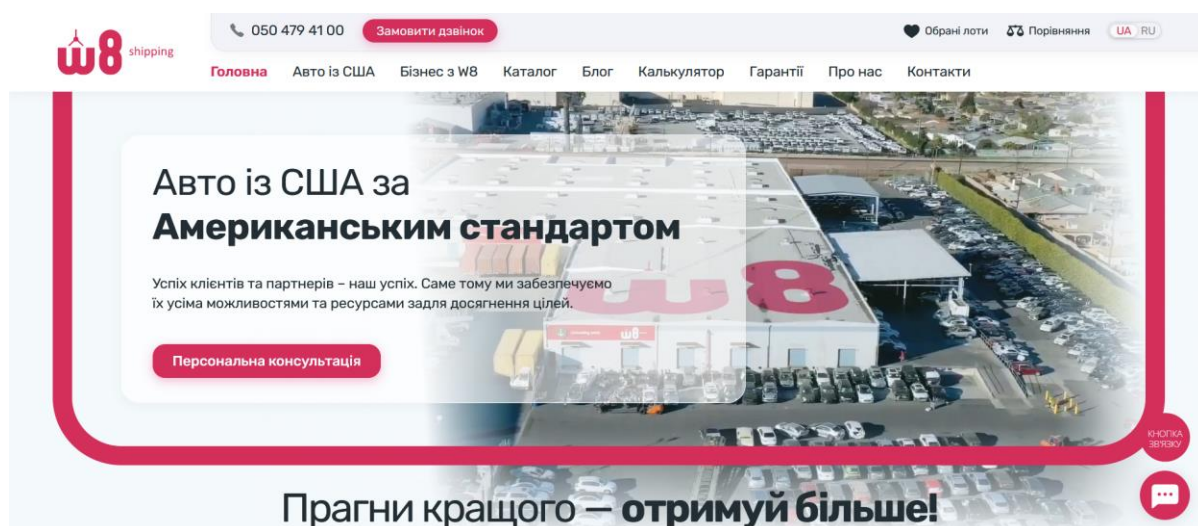 w8 shipping
050 479 41 00
Замовити дзвінок
Обрані лоти
Порівняння
UA RU
Головна
Авто із США
Бізнес з W8
Каталог
Блог
Калькулятор
Гарантії
Про нас
Контакти
Авто із США за
Американським стандартом
Успіх клієнтів та партнерів – наш успіх. Саме тому ми забезпечуємо
їх усіма можливостями та ресурсами задля досягнення цілей.
Персональна консультація
w8
w8
КНОПКА
ЗВ'ЯЗКУ
Прагни кращого — отримуй більше!